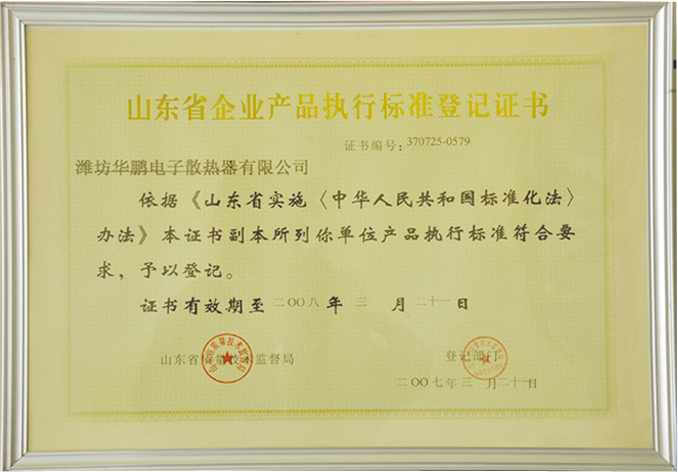 山东省企业产品执行标准登记证书
证书编号：370725-0579
潍坊华鹏电子散热器有限公司
依据《山东省实施〈中华人民共和国标准化法〉
办法》本证书副本所列你单位产品执行标准符合要
求，予以登记。
证书有效期至二〇〇八年三月二十一日
山东省质量技术监督局
登记部门
二〇〇七年三月二十一日